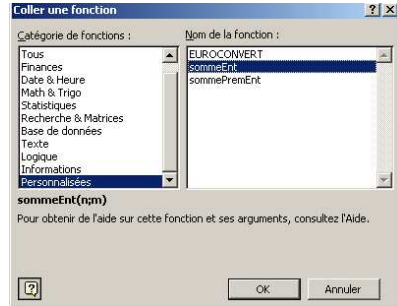 Coller une fonction
Catégorie de fonctions :
Nom de la fonction :
Tous
Finances
Date & Heure
Math & Trigo
Statistiques
Recherche & Matrices
Base de données
Texte
Logique
Informations
Personnalisées
EUROCONVERT
sommeEnt
sommePremEnt
sommeEnt(n;m)
Pour obtenir de l'aide sur cette fonction et ses arguments, consultez l'Aide.
OK
Annuler